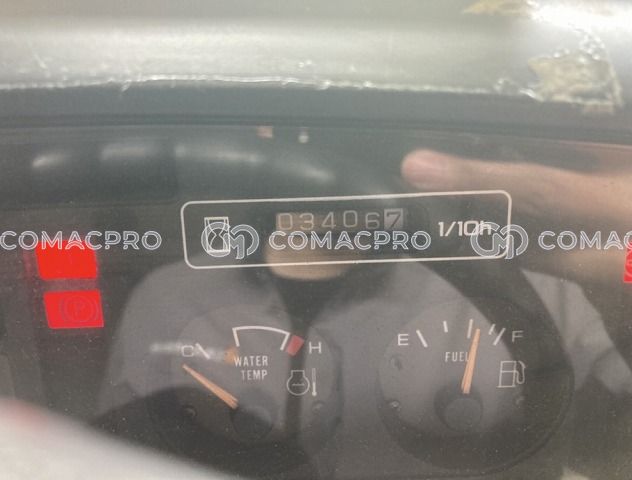 034067 1/10h
COMACPRO COMACPRO COMACPRO
P
C H
WATER
TEMP
E F
FUEL